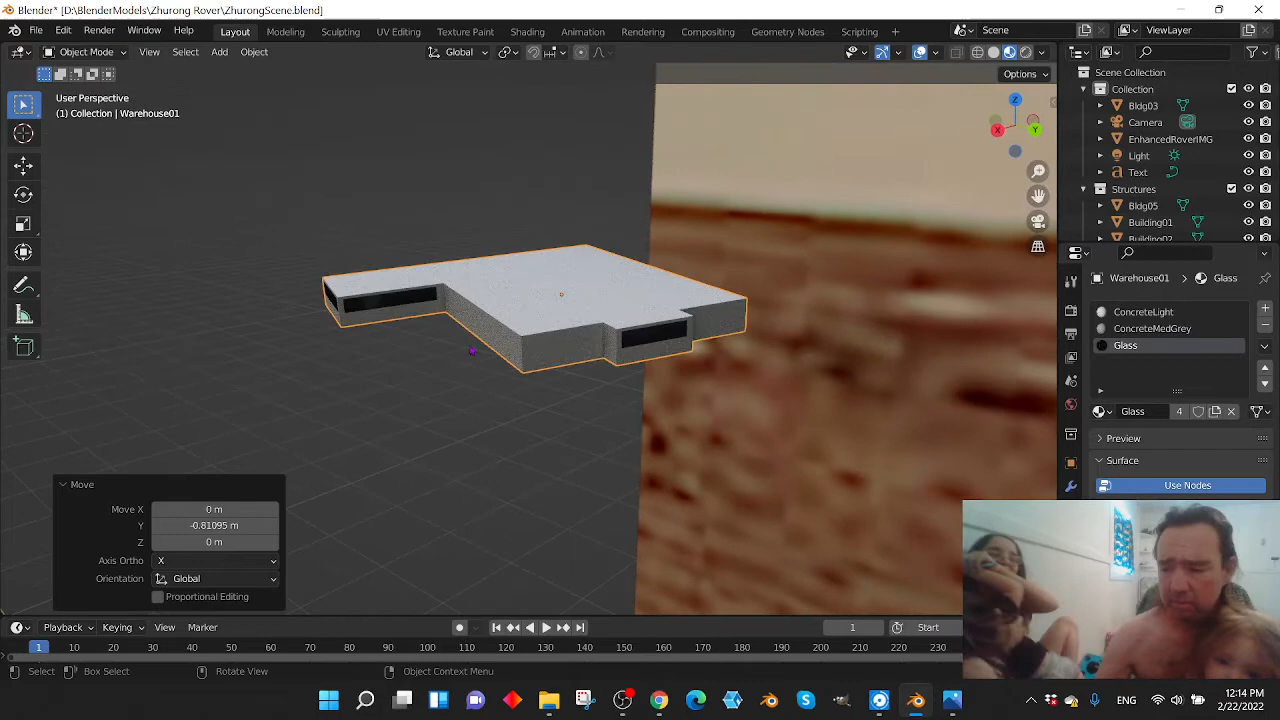 Blender* [D:\BlenderModels\Zhurong Rover\ZhurongScene.blend]
File Edit Render Window Help Layout Modeling Sculpting UV Editing Texture Paint Shading Animation Rendering Compositing Geometry Nodes Scripting + Scene ViewLayer
Object Mode View Select Add Object Global
Options
User Perspective
(1) Collection | Warehouse01
Z
X
Y
Scene Collection
Collection
Bldg03
Camera
EnhancedRoverIMG
Light
Text
Structures
Bldg05
Building01
Building02
Warehouse01 Glass
ConcreteLight
ConcreteMedGrey
Glass
Glass 4
Preview
Surface
Use Nodes
Move
Move X 0 m
Y -0.81095 m
Z 0 m
Axis Ortho X
Orientation Global
Proportional Editing
Playback Keying View Marker 1 Start
1 10 20 30 40 50 60 70 80 90 100 110 120 130 140 150 160 170 180 190 200 210 220 230
Select Box Select Rotate View Object Context Menu
ENG
12:14 PM
2/22/2022